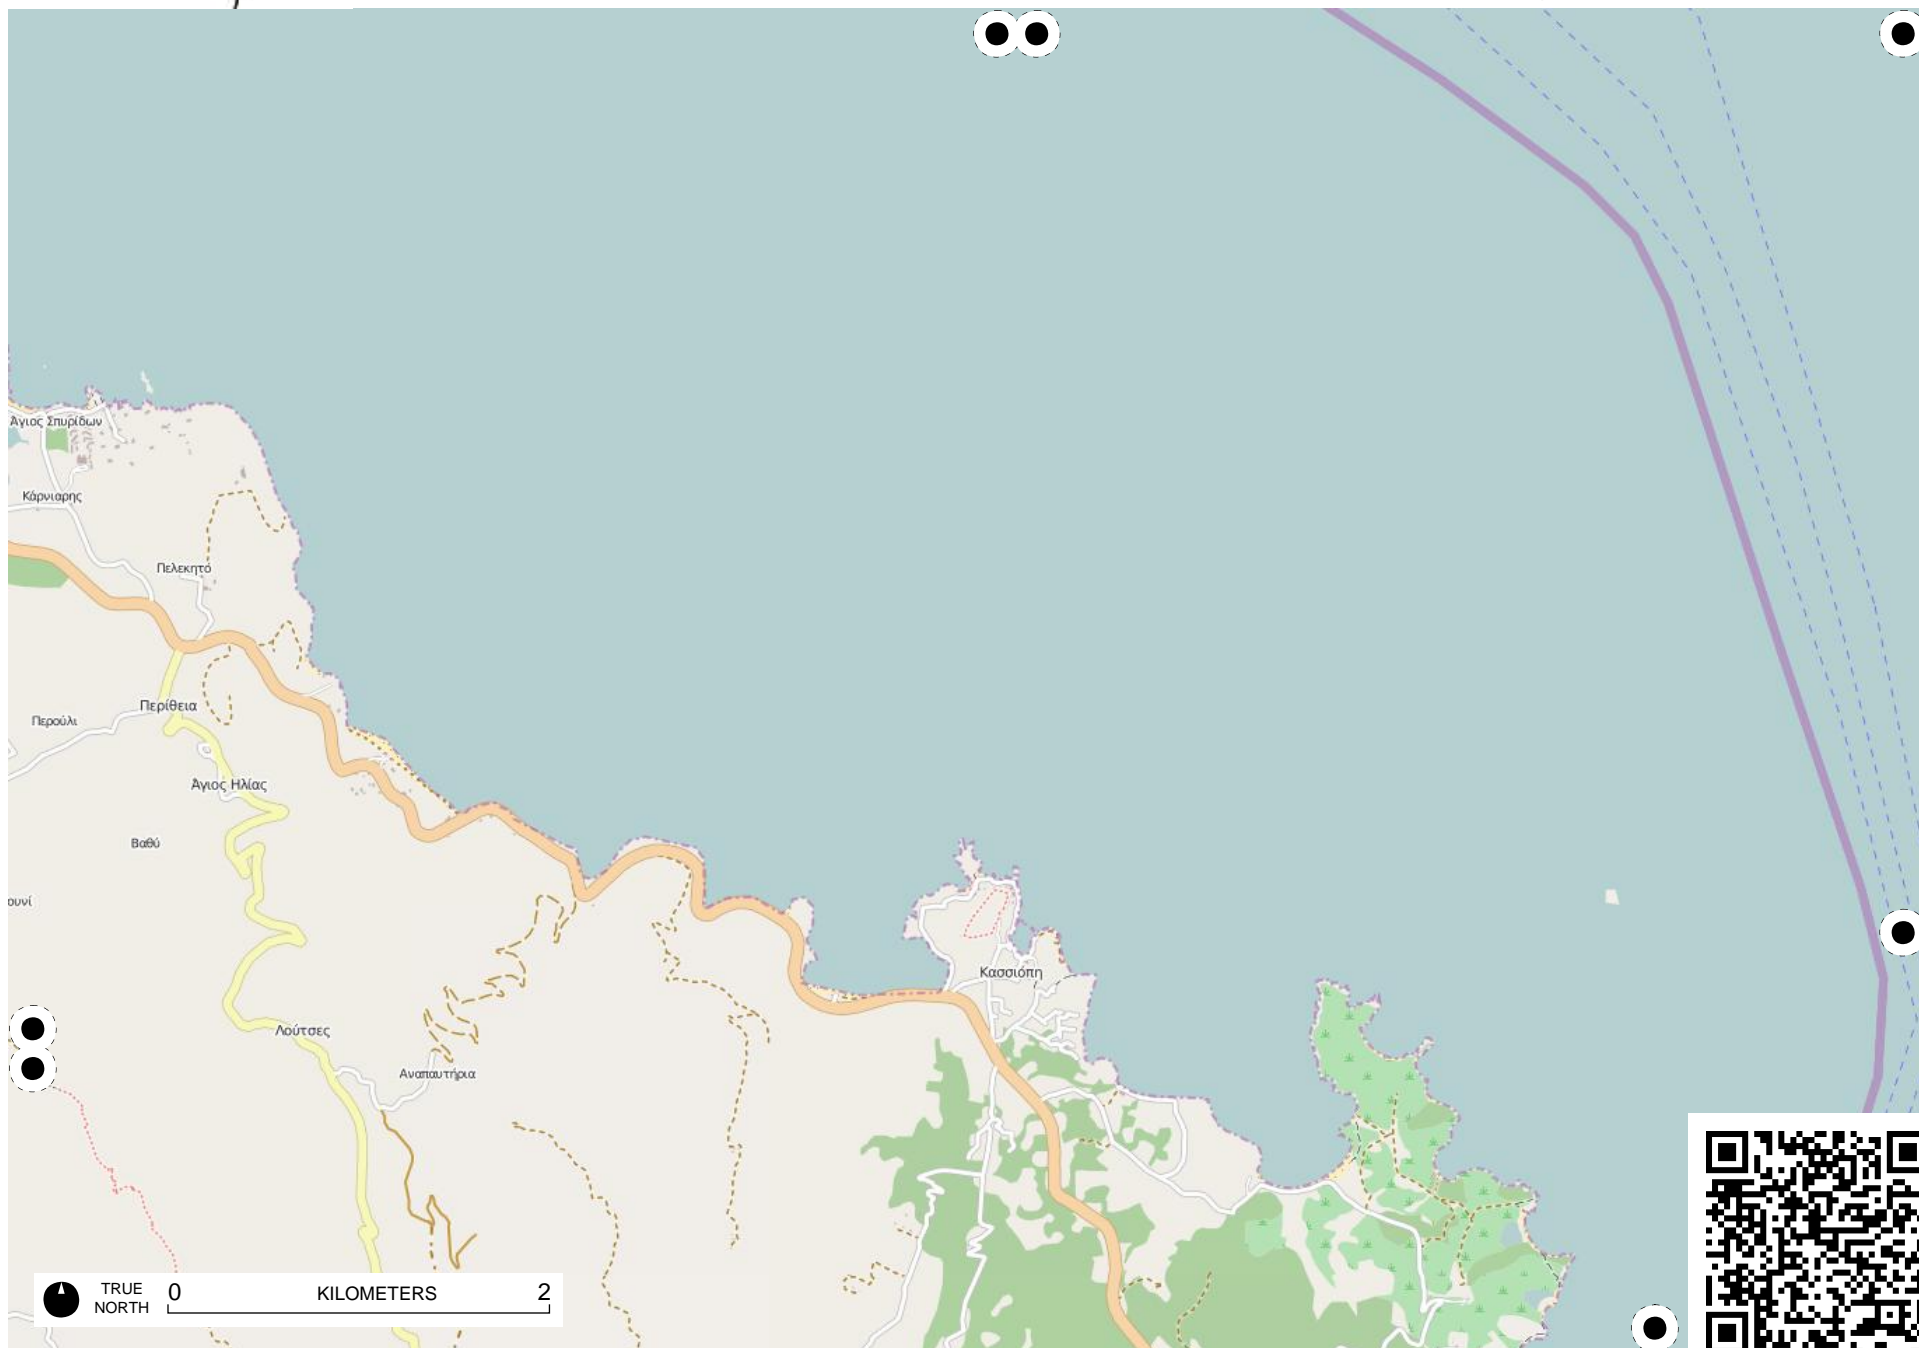 Άγιος Σπυρίδων
Κάρνιαρης
Πελεκητό
Περίθεια
Περούλι
Άγιος Ηλίας
Βαθύ
ουνί
Κασσιόπη
Λούτσες
Αναπαυτήρια
TRUE NORTH
0 KILOMETERS 2